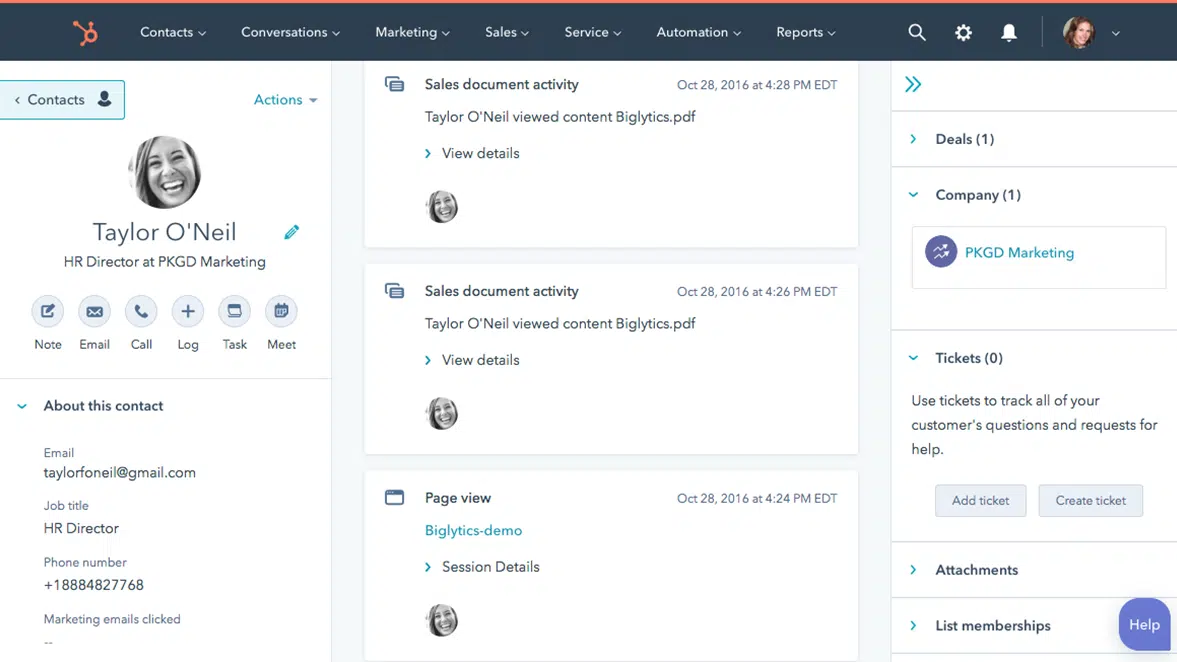 Contacts Conversations Marketing Sales Service Automation Reports
Contacts
Actions
Taylor O'Neil
HR Director at PKGD Marketing
Note Email Call Log Task Meet
About this contact
Email
taylorfoneil@gmail.com
Job title
HR Director
Phone number
+18884827768
Marketing emails clicked
--
Sales document activity Oct 28, 2016 at 4:28 PM EDT
Taylor O'Neil viewed content Biglytics.pdf
View details
Sales document activity Oct 28, 2016 at 4:26 PM EDT
Taylor O'Neil viewed content Biglytics.pdf
View details
Page view Oct 28, 2016 at 4:24 PM EDT
Biglytics-demo
Session Details
Deals (1)
Company (1)
PKGD Marketing
Tickets (0)
Use tickets to track all of your
customer's questions and requests for
help.
Add ticket Create ticket
Attachments
List memberships
Help